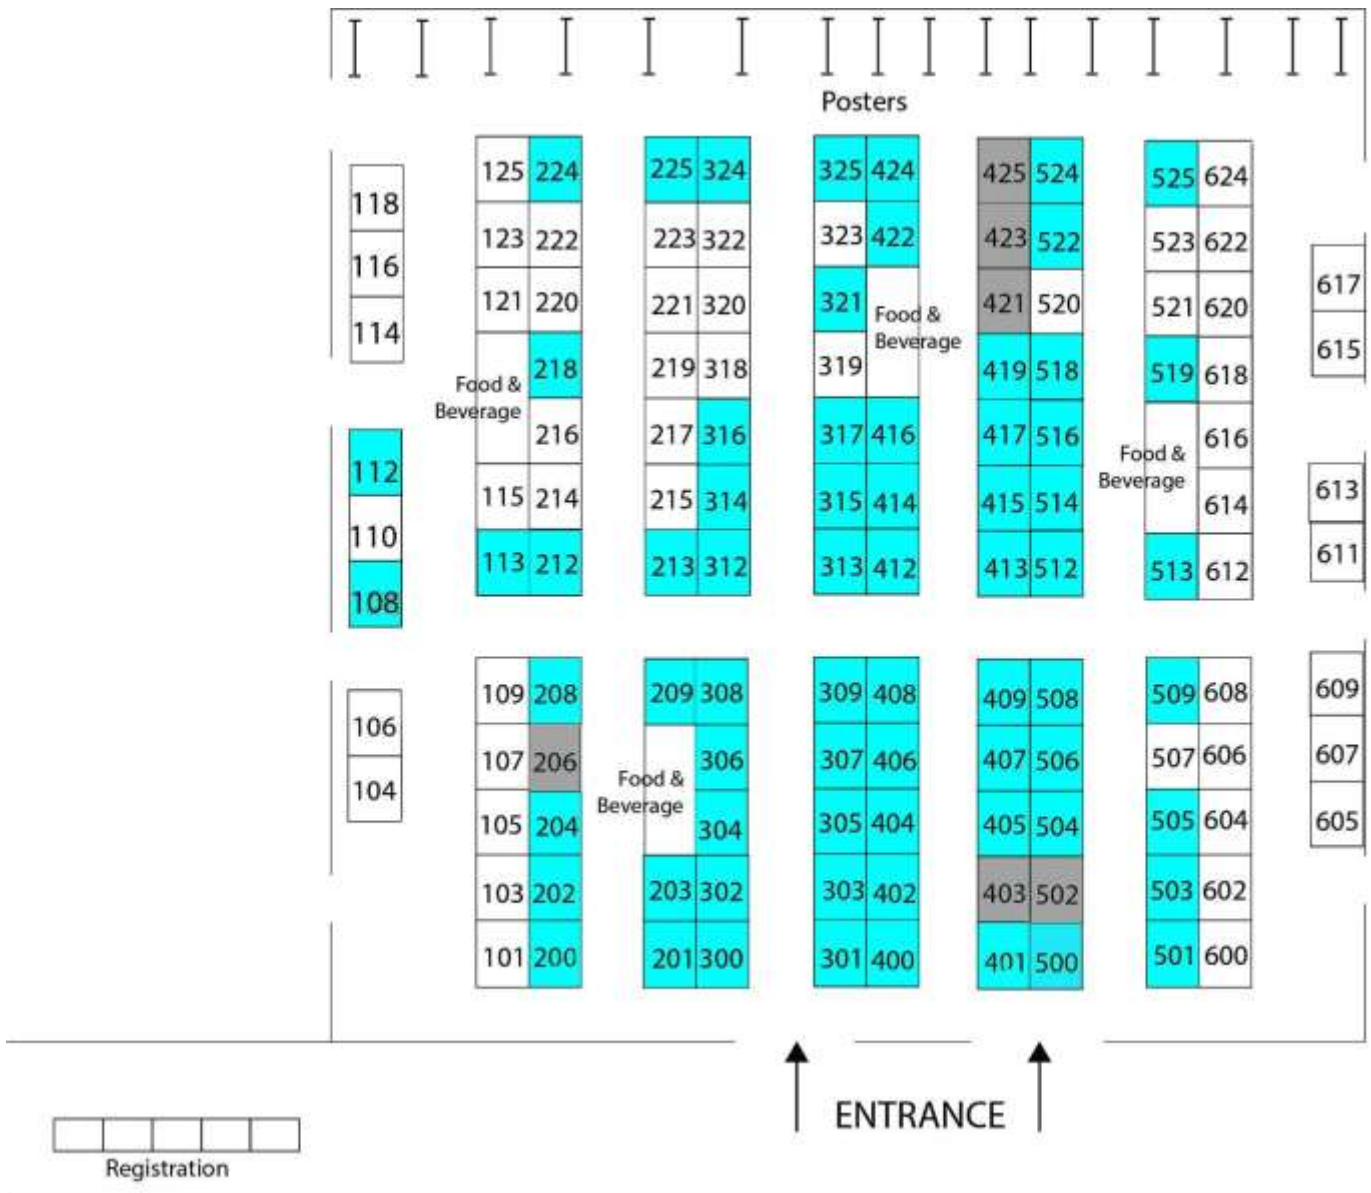 Posters
125 224 225 324 325 424 425 524 525 624
118
123 222 223 322 323 422 423 522 523 622
116
121 220 221 320 321 Food & 421 520 521 620 617
Beverage
114
218 219 318 319 419 518 519 618 615
Food &
Beverage
216 217 316 317 416 417 516 616
Food &
Beverage
112
115 214 215 314 315 414 415 514 614 613
110
113 212 213 312 313 412 413 512 513 612 611
108
109 208 209 308 309 408 409 508 509 608 609
106
107 206 306 307 406 407 506 507 606 607
Food &
Beverage
104
105 204 304 305 404 405 504 505 604 605
103 202 203 302 303 402 403 502 503 602
101 200 201 300 301 400 401 500 501 600
ENTRANCE
Registration